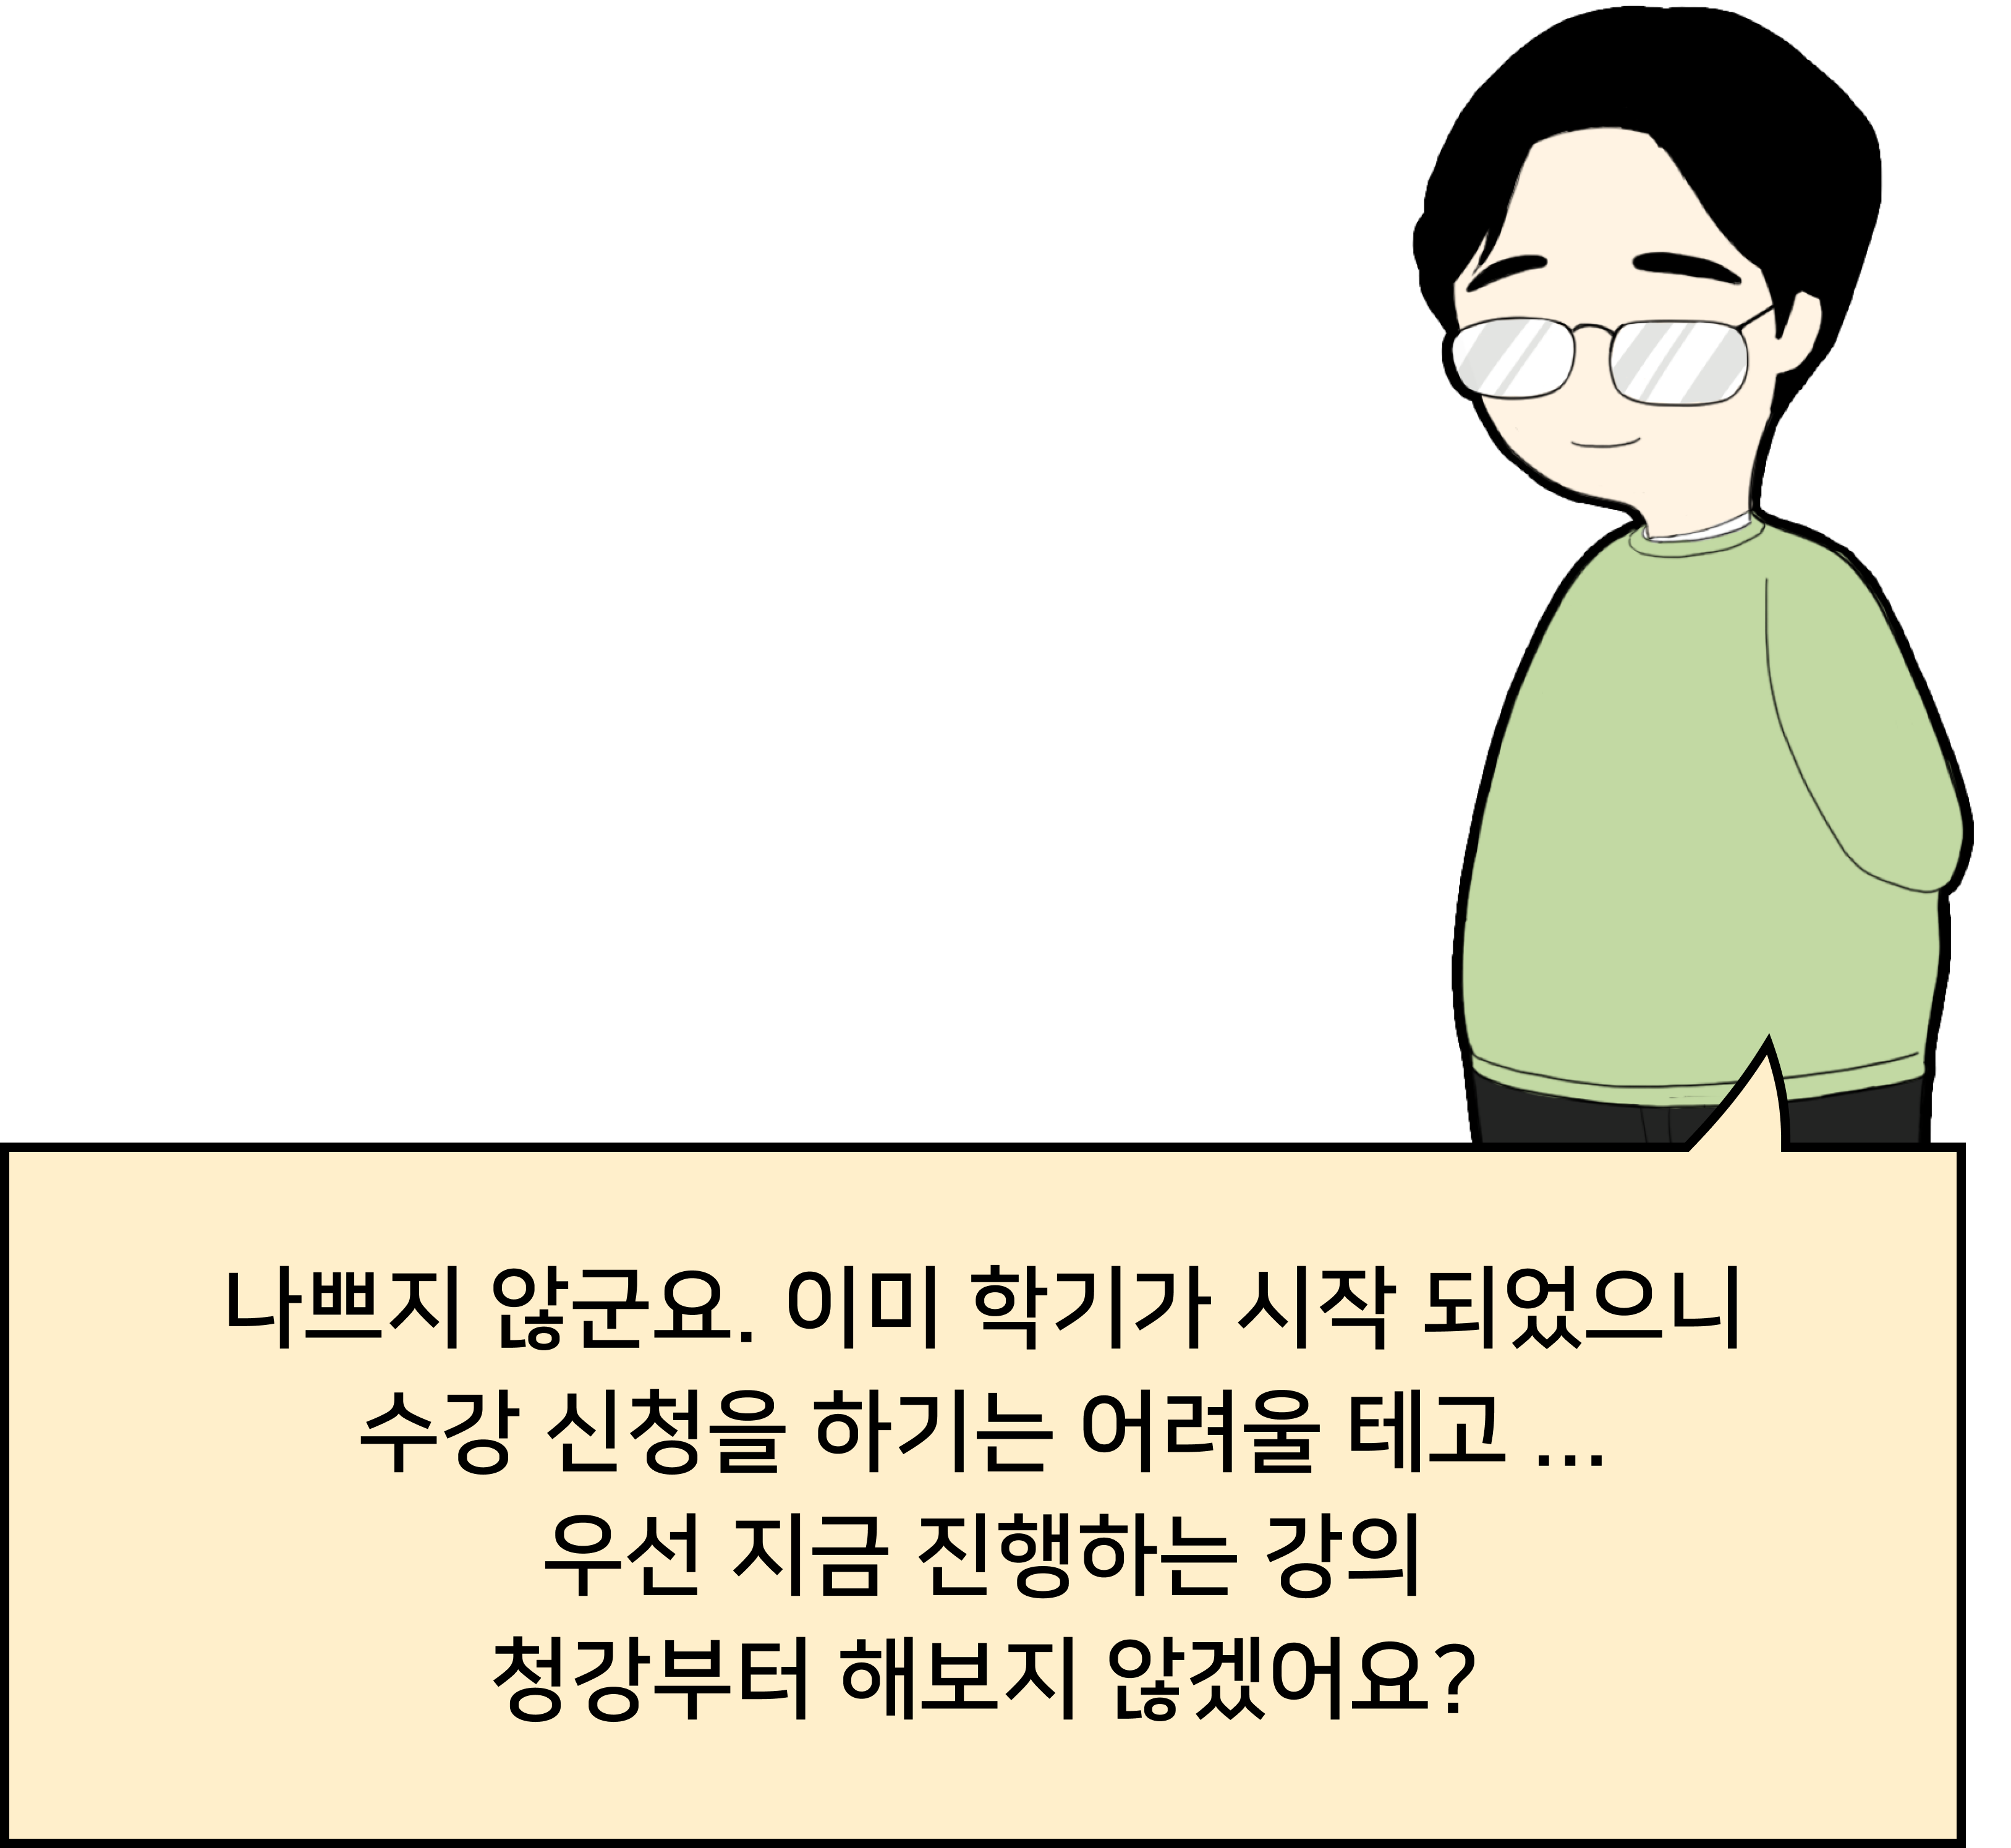 나쁘지 않군요. 이미 학기가 시작 되었으니
수강 신청을 하기는 어려울 테고 ...
우선 지금 진행하는 강의
청강부터 해보지 않겠어요?